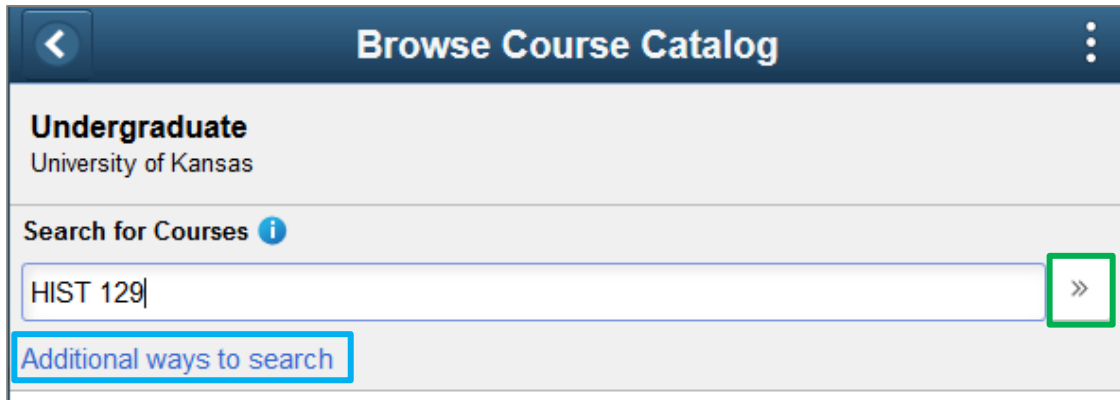 Browse Course Catalog
Undergraduate
University of Kansas
Search for Courses
HIST 129
Additional ways to search